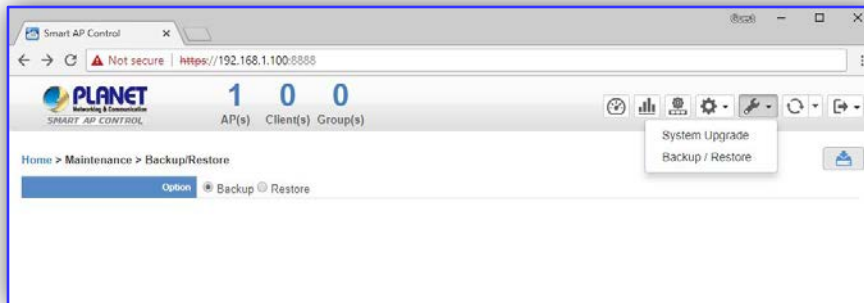 Smart AP Control
Not secure | https://192.168.1.100:8888
PLANET
Networking & Communication
SMART AP CONTROL
1 0 0
AP(s) Client(s) Group(s)
System Upgrade
Backup / Restore
Home > Maintenance > Backup/Restore
Option Backup Restore